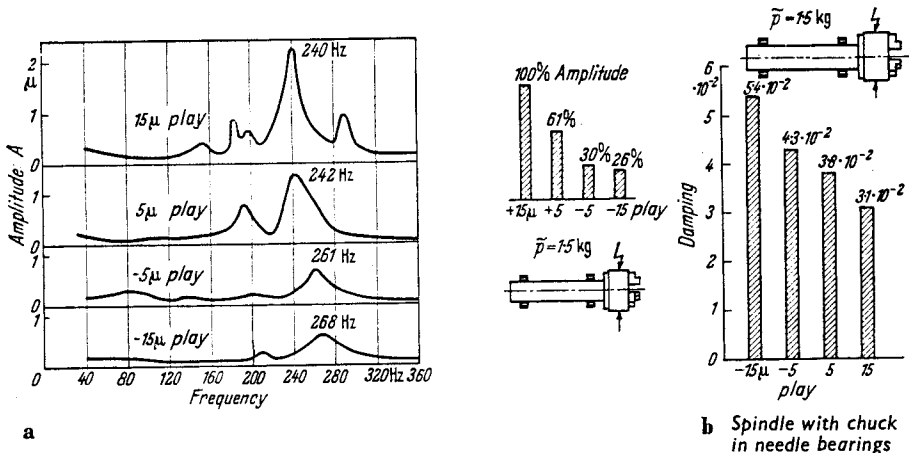 2
μ
1
0
1
0
1
0
1
0
Amplitude A
15μ play
240 Hz
5μ play
242 Hz
-5μ play
261 Hz
-15μ play
268 Hz
40 80 120 160 200 240 280 320Hz 360
Frequency
a
100% Amplitude
61%
30% 26%
+15μ +5 -5 -15 play
p̃=1·5 kg
p̃=1·5 kg
6
·10⁻²
5
4
3
2
1
0
Damping
5·4·10⁻²
4·3·10⁻²
3·8·10⁻²
3·1·10⁻²
-15μ -5 5 15
play
b Spindle with chuck
in needle bearings